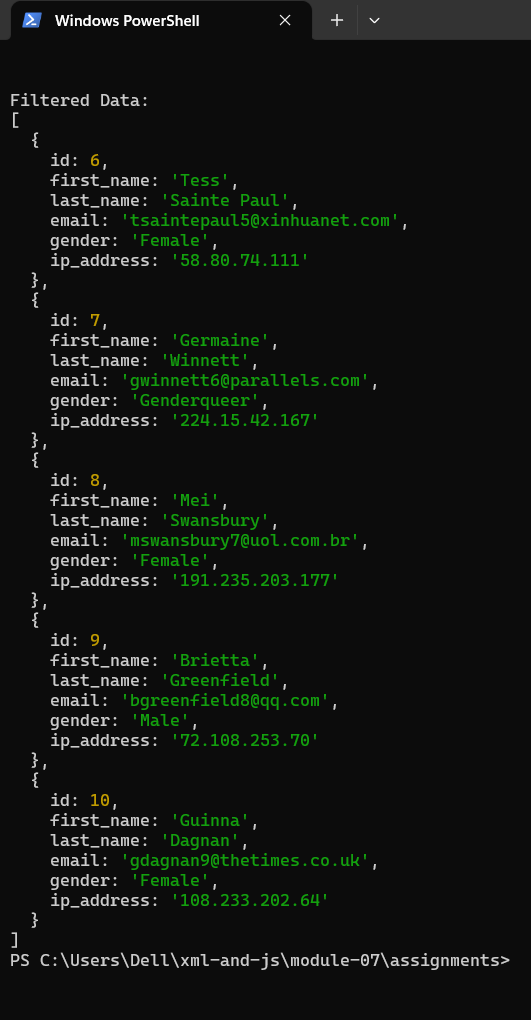 Windows PowerShell
Filtered Data:
[
  {
    id: 6,
    first_name: 'Tess',
    last_name: 'Sainte Paul',
    email: 'tsaintepaul5@xinhuanet.com',
    gender: 'Female',
    ip_address: '58.80.74.111'
  },
  {
    id: 7,
    first_name: 'Germaine',
    last_name: 'Winnett',
    email: 'gwinnett6@parallels.com',
    gender: 'Genderqueer',
    ip_address: '224.15.42.167'
  },
  {
    id: 8,
    first_name: 'Mei',
    last_name: 'Swansbury',
    email: 'mswansbury7@uol.com.br',
    gender: 'Female',
    ip_address: '191.235.203.177'
  },
  {
    id: 9,
    first_name: 'Brietta',
    last_name: 'Greenfield',
    email: 'bgreenfield8@qq.com',
    gender: 'Male',
    ip_address: '72.108.253.70'
  },
  {
    id: 10,
    first_name: 'Guinna',
    last_name: 'Dagnan',
    email: 'gdagnan9@thetimes.co.uk',
    gender: 'Female',
    ip_address: '108.233.202.64'
  }
]
PS C:\Users\Dell\xml-and-js\module-07\assignments>